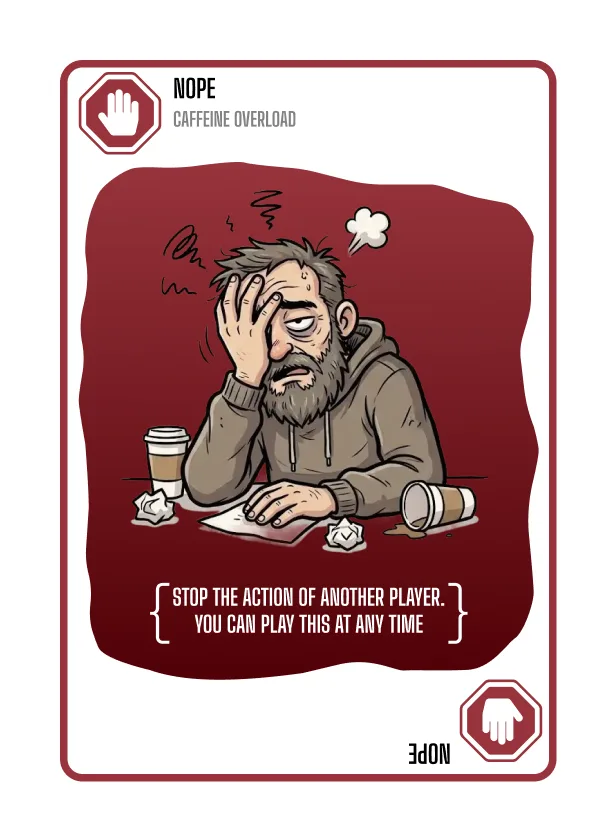 NOPE
CAFFEINE OVERLOAD
STOP THE ACTION OF ANOTHER PLAYER.
YOU CAN PLAY THIS AT ANY TIME
NOPE